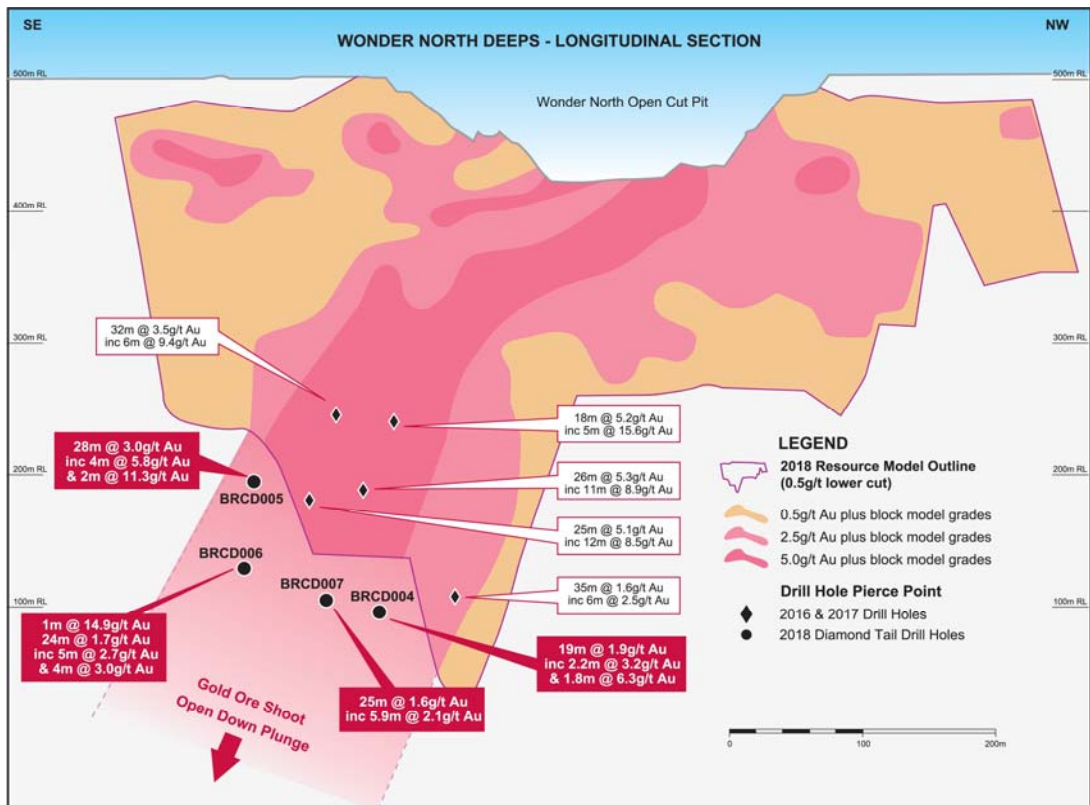 SE
NW
WONDER NORTH DEEPS - LONGITUDINAL SECTION
500m RL
500m RL
Wonder North Open Cut Pit
400m RL
400m RL
300m RL
300m RL
32m @ 3.5g/t Au
inc 6m @ 9.4g/t Au
18m @ 5.2g/t Au
inc 5m @ 15.6g/t Au
28m @ 3.0g/t Au
inc 4m @ 5.8g/t Au
& 2m @ 11.3g/t Au
200m RL
200m RL
BRCD005
26m @ 5.3g/t Au
inc 11m @ 8.9g/t Au
25m @ 5.1g/t Au
inc 12m @ 8.5g/t Au
BRCD006
BRCD007
BRCD004
35m @ 1.6g/t Au
inc 6m @ 2.5g/t Au
100m RL
100m RL
1m @ 14.9g/t Au
24m @ 1.7g/t Au
inc 5m @ 2.7g/t Au
& 4m @ 3.0g/t Au
19m @ 1.9g/t Au
inc 2.2m @ 3.2g/t Au
& 1.8m @ 6.3g/t Au
25m @ 1.6g/t Au
inc 5.9m @ 2.1g/t Au
Gold Ore Shoot
Open Down Plunge
LEGEND
2018 Resource Model Outline
(0.5g/t lower cut)
0.5g/t Au plus block model grades
2.5g/t Au plus block model grades
5.0g/t Au plus block model grades
Drill Hole Pierce Point
2016 & 2017 Drill Holes
2018 Diamond Tail Drill Holes
0
100
200m